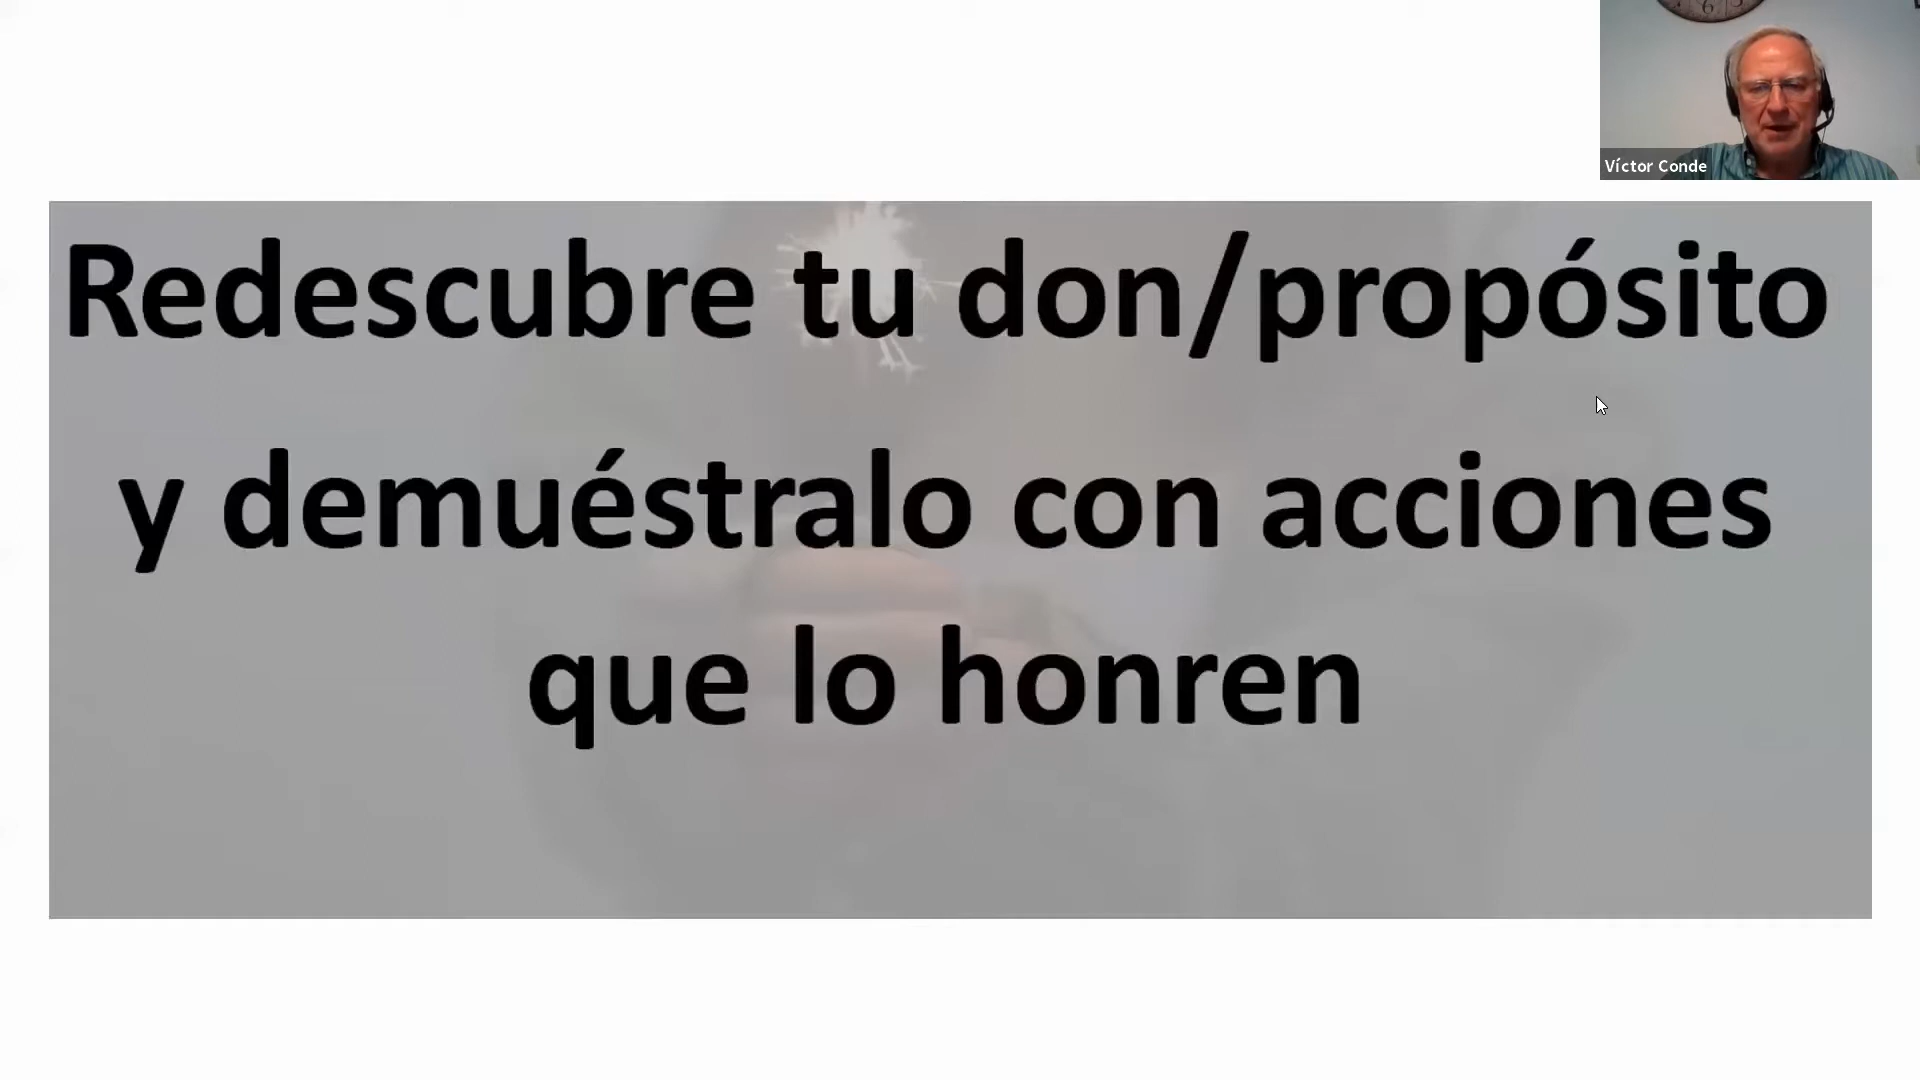 Víctor Conde
Redescubre tu don/propósito
y demuéstralo con acciones
que lo honren